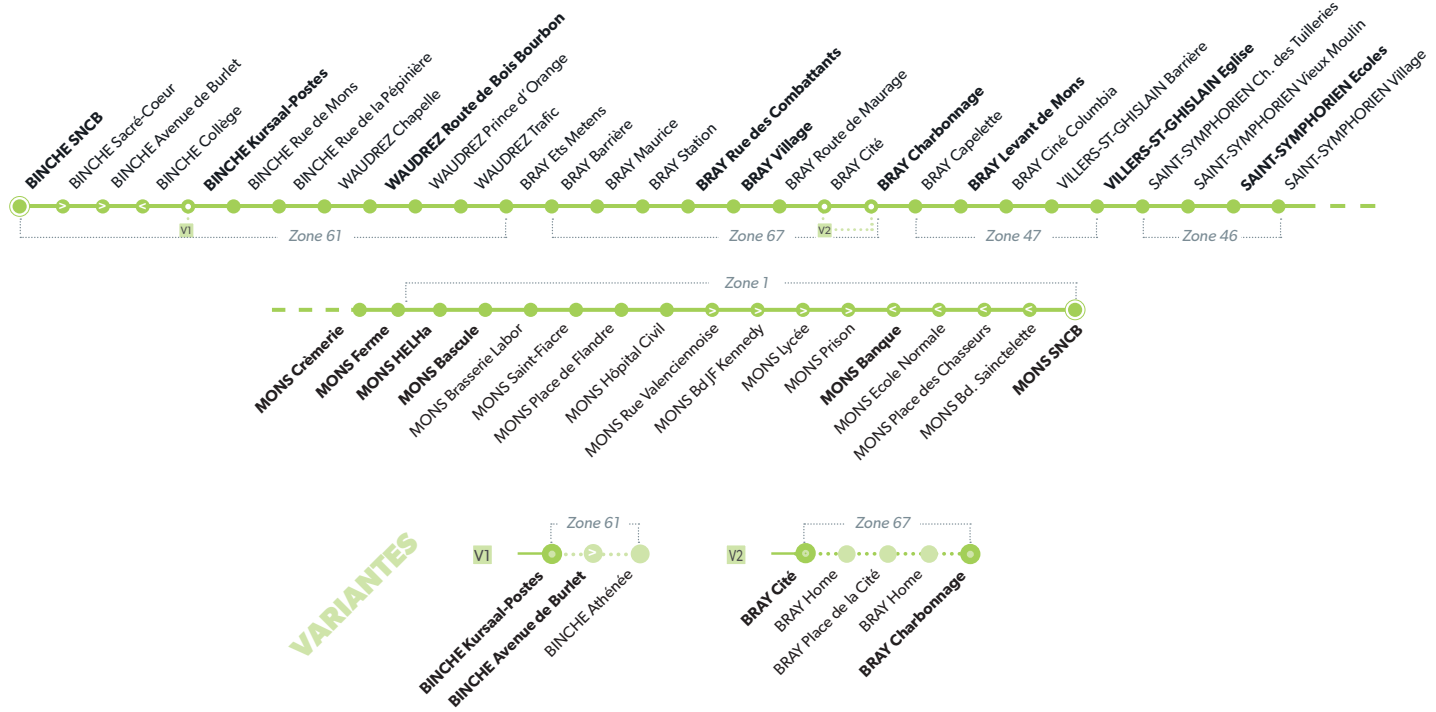 BINCHE SNCB
BINCHE Sacré-Coeur
BINCHE Avenue de Burlet
BINCHE Collège
BINCHE Kursaal-Postes
BINCHE Rue de Mons
BINCHE Rue de la Pépinière
WAUDREZ Chapelle
WAUDREZ Route de Bois Bourbon
WAUDREZ Prince d'Orange
WAUDREZ Trafic
BRAY Ets Metens
BRAY Barrière
BRAY Maurice
BRAY Station
BRAY Rue des Combattants
BRAY Village
BRAY Route de Maurage
BRAY Cité
BRAY Charbonnage
BRAY Capelette
BRAY Levant de Mons
BRAY Ciné Columbia
VILLERS-ST-GHISLAIN Barrière
VILLERS-ST-GHISLAIN Eglise
SAINT-SYMPHORIEN Ch. des Tuilleries
SAINT-SYMPHORIEN Vieux Moulin
SAINT-SYMPHORIEN Ecoles
SAINT-SYMPHORIEN Village
V1
Zone 61
Zone 67
V2
Zone 47
Zone 46
Zone 1
MONS Crèmerie
MONS Ferme
MONS HELHa
MONS Bascule
MONS Brasserie Labor
MONS Saint-Fiacre
MONS Place de Flandre
MONS Hôpital Civil
MONS Rue Valenciennoise
MONS Bd JF Kennedy
MONS Lycée
MONS Prison
MONS Banque
MONS Ecole Normale
MONS Place des Chasseurs
MONS Bd. Sainctelette
MONS SNCB
VARIANTES
V1
Zone 61
BINCHE Kursaal-Postes
BINCHE Avenue de Burlet
BINCHE Athénée
V2
Zone 67
BRAY Cité
BRAY Home
BRAY Place de la Cité
BRAY Home
BRAY Charbonnage